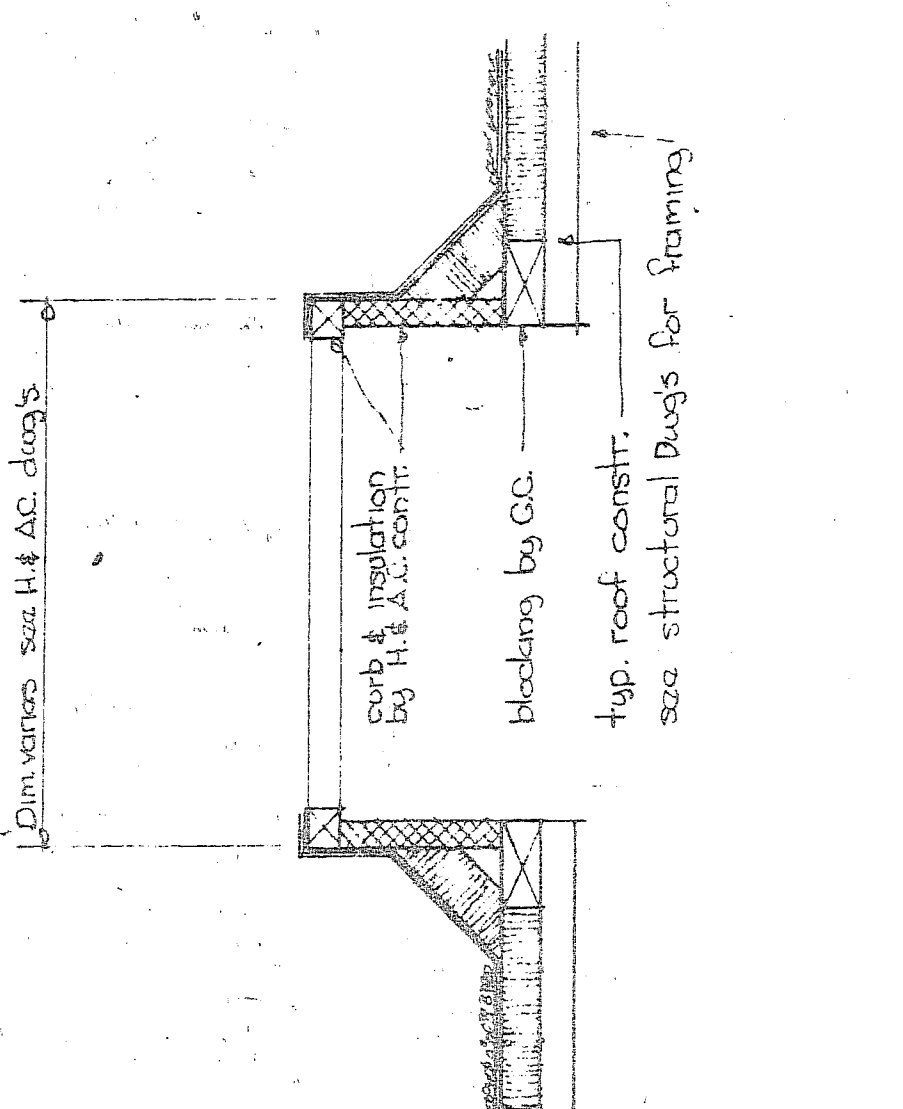 Dim. varies see H.& A.C. dwg's.
curb & insulation
by H.& A.C. contr.
blocking by G.C.
typ. roof constr.
see structural Dwg's for framing